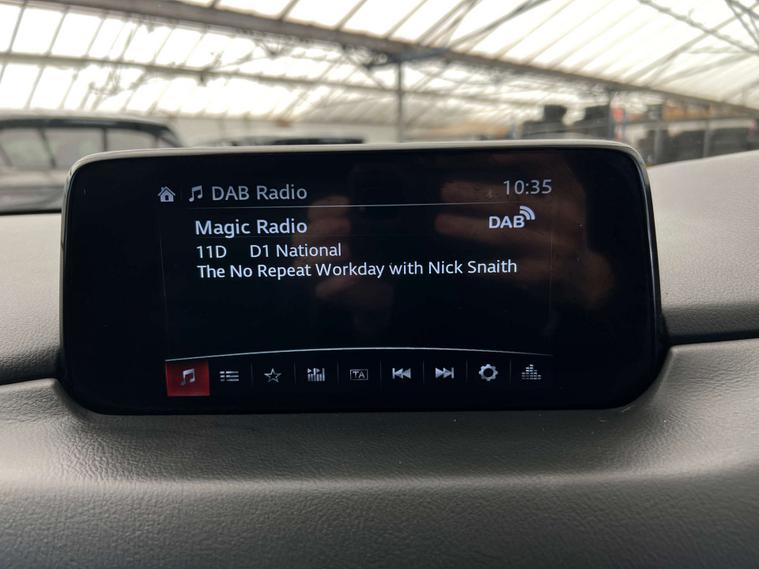 DAB Radio 10:35
Magic Radio DAB
11D D1 National
The No Repeat Workday with Nick Snaith
TA